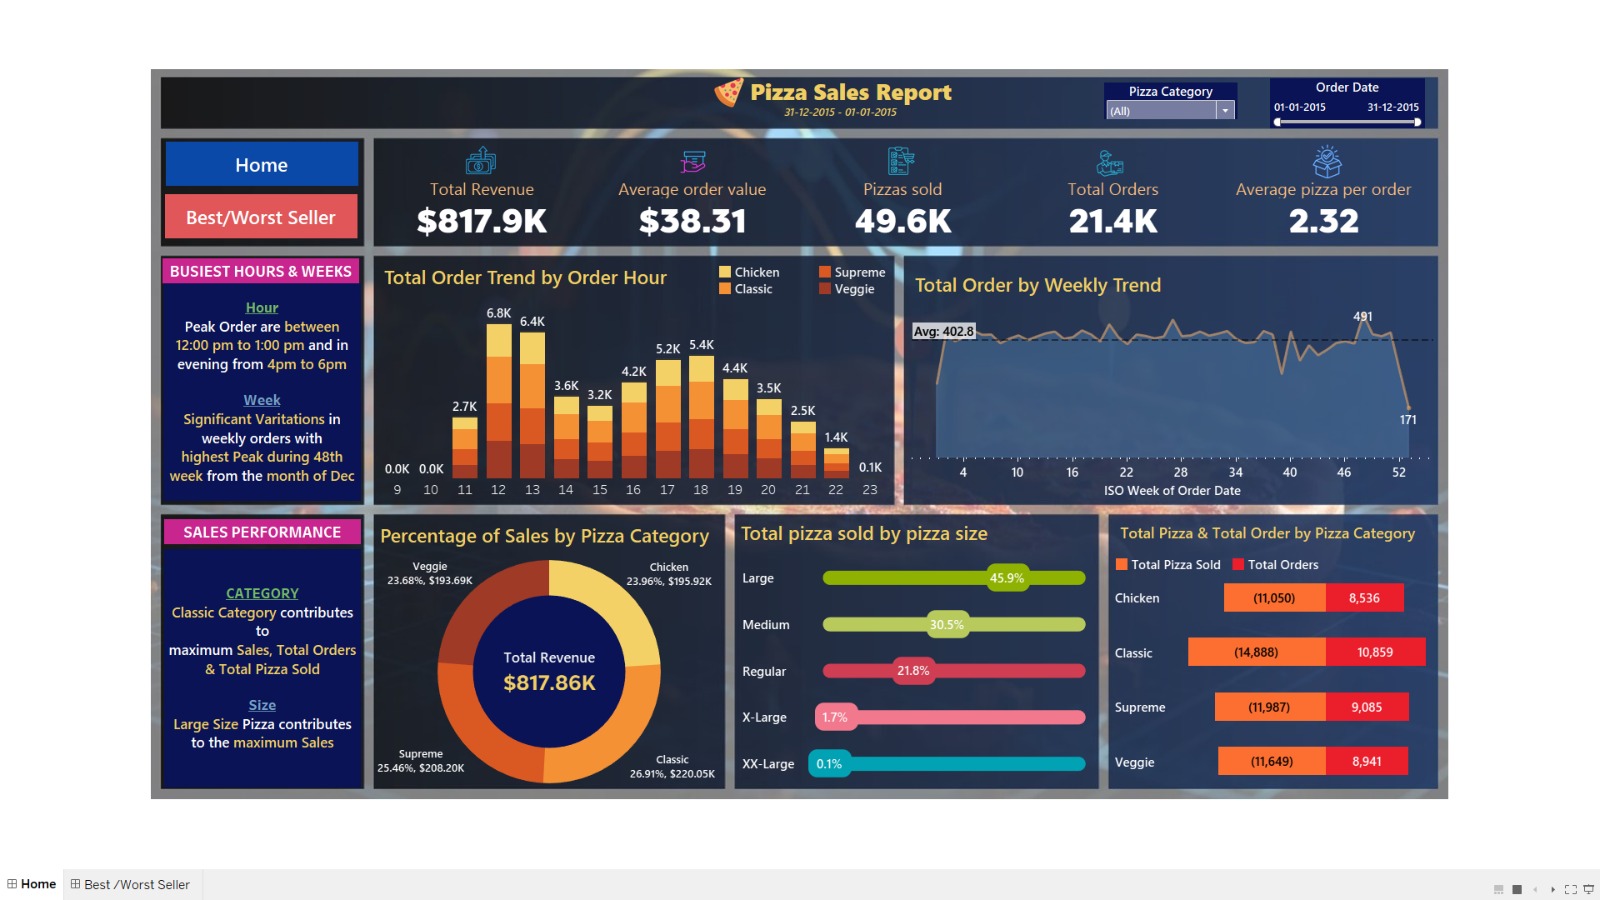 Pizza Sales Report
31-12-2015 - 01-01-2015
Pizza Category
(All)
Order Date
01-01-2015 31-12-2015
Home
Best/Worst Seller
Total Revenue
$817.9K
Average order value
$38.31
Pizzas sold
49.6K
Total Orders
21.4K
Average pizza per order
2.32
BUSIEST HOURS & WEEKS
Hour
Peak Order are between
12:00 pm to 1:00 pm and in
evening from 4pm to 6pm
Week
Significant Varitations in
weekly orders with
highest Peak during 48th
week from the month of Dec
Total Order Trend by Order Hour
Chicken Supreme
Classic Veggie
6.8K
6.4K
5.2K 5.4K
4.4K
4.2K
3.6K
3.5K
3.2K
2.7K
2.5K
1.4K
0.0K 0.0K
0.1K
9 10 11 12 13 14 15 16 17 18 19 20 21 22 23
Total Order by Weekly Trend
491
Avg: 402.8
171
4 10 16 22 28 34 40 46 52
ISO Week of Order Date
SALES PERFORMANCE
CATEGORY
Classic Category contributes
to
maximum Sales, Total Orders
& Total Pizza Sold
Size
Large Size Pizza contributes
to the maximum Sales
Percentage of Sales by Pizza Category
Veggie
23.68%, $193.69K
Chicken
23.96%, $195.92K
Total Revenue
$817.86K
Supreme
25.46%, $208.20K
Classic
26.91%, $220.05K
Total pizza sold by pizza size
Large 45.9%
Medium 30.5%
Regular 21.8%
X-Large 1.7%
XX-Large 0.1%
Total Pizza & Total Order by Pizza Category
Total Pizza Sold Total Orders
Chicken (11,050) 8,536
Classic (14,888) 10,859
Supreme (11,987) 9,085
Veggie (11,649) 8,941
Home Best /Worst Seller